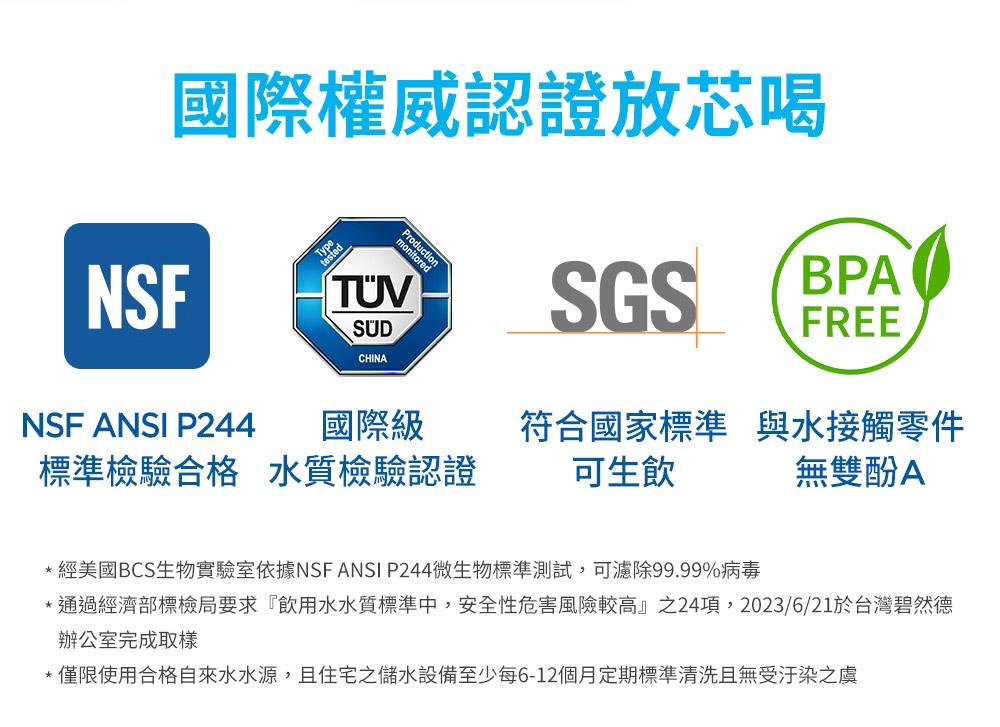 國際權威認證放芯喝
NSF
Type tested
Production monitored
TÜV
SÜD
CHINA
SGS
BPA
FREE
NSF ANSI P244
標準檢驗合格
國際級
水質檢驗認證
符合國家標準
可生飲
與水接觸零件
無雙酚A
* 經美國BCS生物實驗室依據NSF ANSI P244微生物標準測試，可濾除99.99%病毒
* 通過經濟部標檢局要求『飲用水水質標準中，安全性危害風險較高』之24項，2023/6/21於台灣碧然德
辦公室完成取樣
* 僅限使用合格自來水水源，且住宅之儲水設備至少每6-12個月定期標準清洗且無受汙染之虞